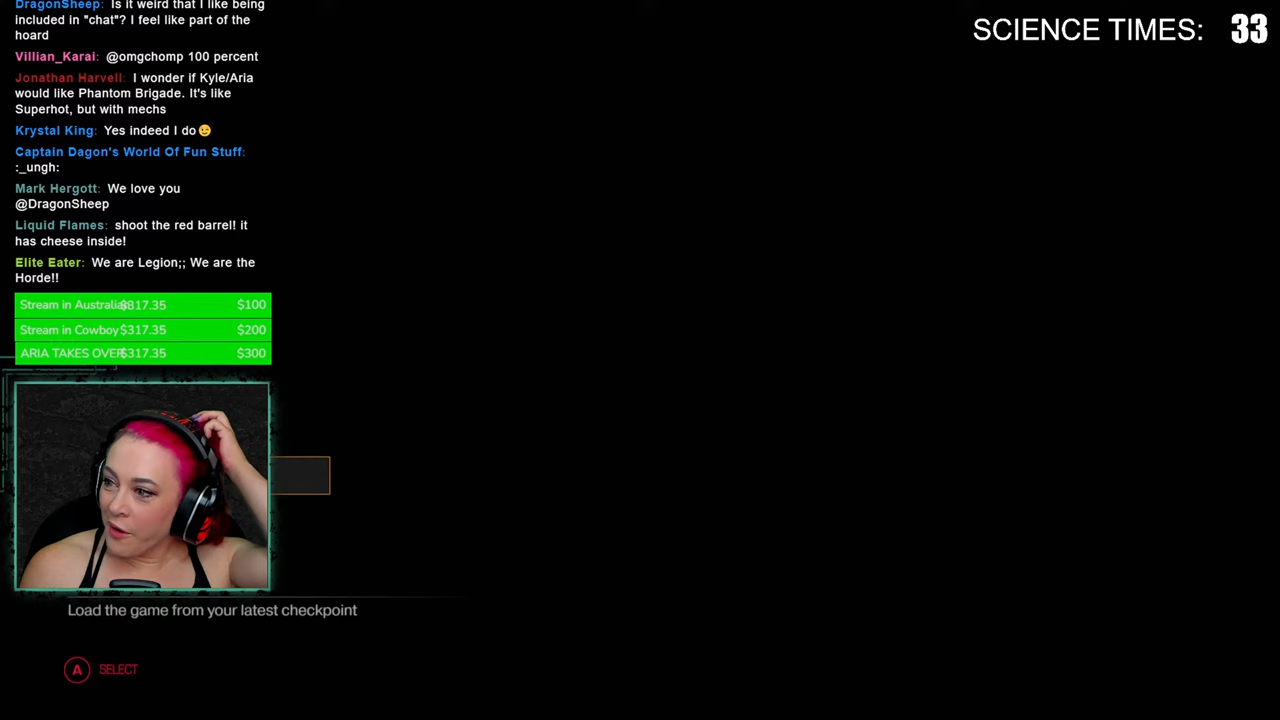 DragonSheep: Is it weird that I like being
included in "chat"? I feel like part of the
hoard
Villian_Karai: @omgchomp 100 percent
Jonathan Harvell: I wonder if Kyle/Aria
would like Phantom Brigade. It's like
Superhot, but with mechs
Krystal King: Yes indeed I do😉
Captain Dagon's World Of Fun Stuff:
:_ungh:
Mark Hergott: We love you
@DragonSheep
Liquid Flames: shoot the red barrel! it
has cheese inside!
Elite Eater: We are Legion;; We are the
Horde!!
Stream in Australia $317.35 $100
Stream in Cowboy $317.35 $200
ARIA TAKES OVER $317.35 $300
SCIENCE TIMES: 33
Load the game from your latest checkpoint
A SELECT